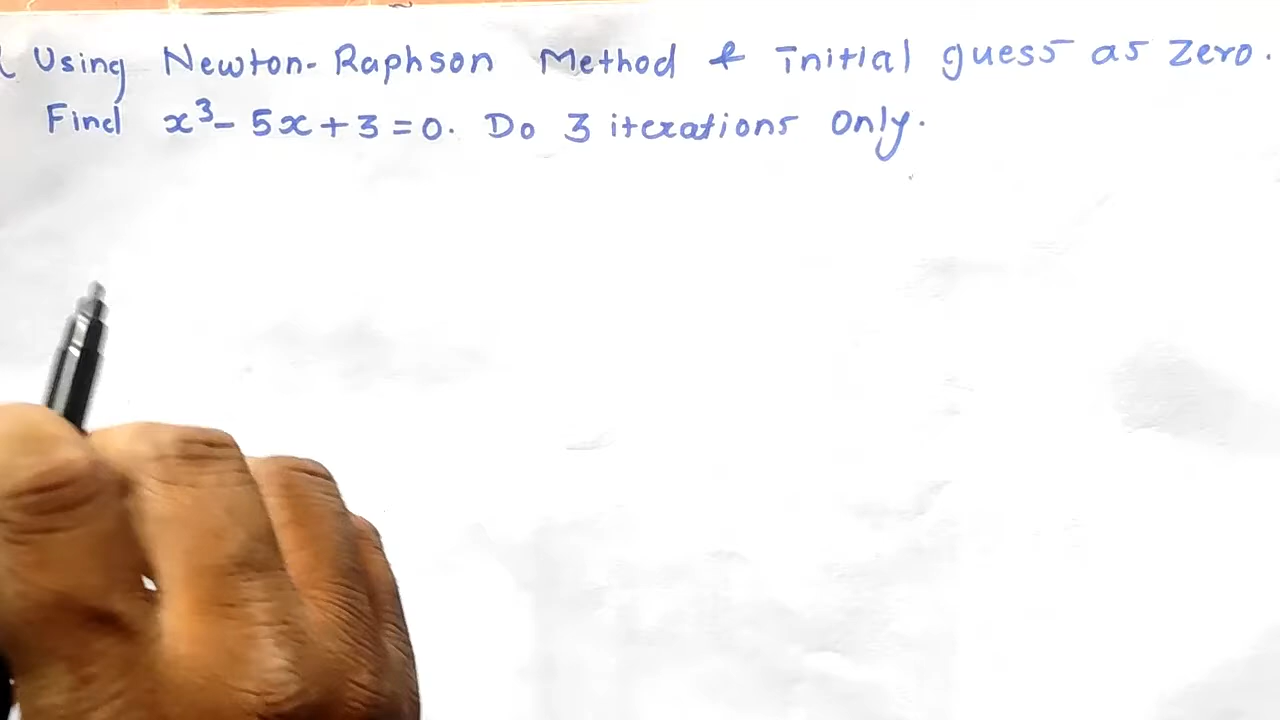 Using Newton-Raphson Method & initial guess as zero.
Find x³ - 5x + 3 = 0. Do 3 iterations only.